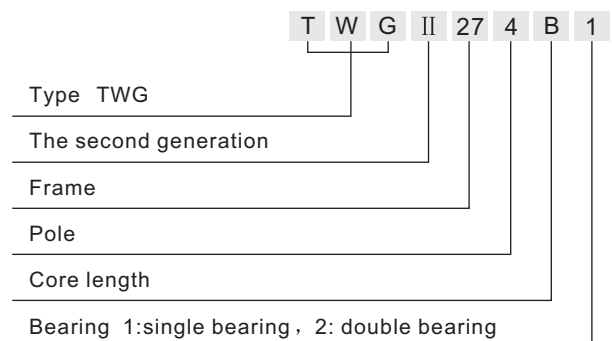 T W G II 27 4 B 1
Type TWG
The second generation
Frame
Pole
Core length
Bearing 1:single bearing，2: double bearing